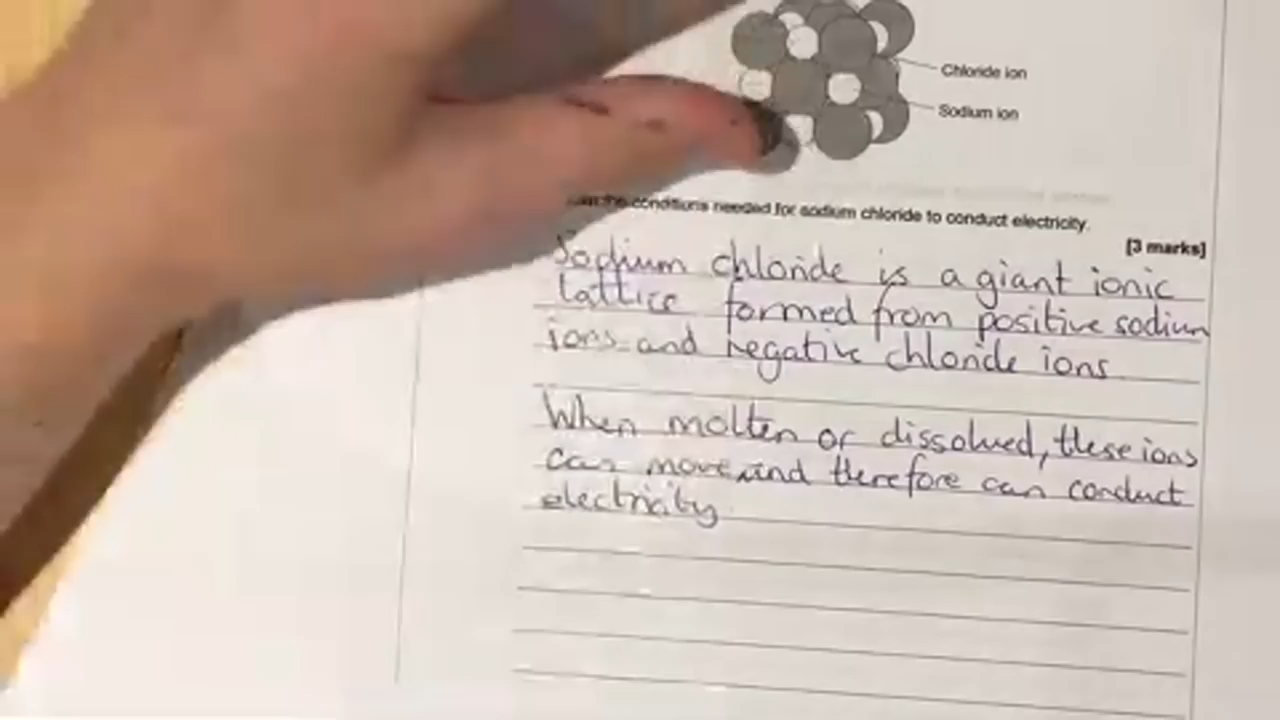 Chloride ion
Sodium ion
the conditions needed for sodium chloride to conduct electricity.
[3 marks]
Sodium chloride is a giant ionic
lattice formed from positive sodium
ions and negative chloride ions
When molten or dissolved, these ions
can move and therefore can conduct
electricity.